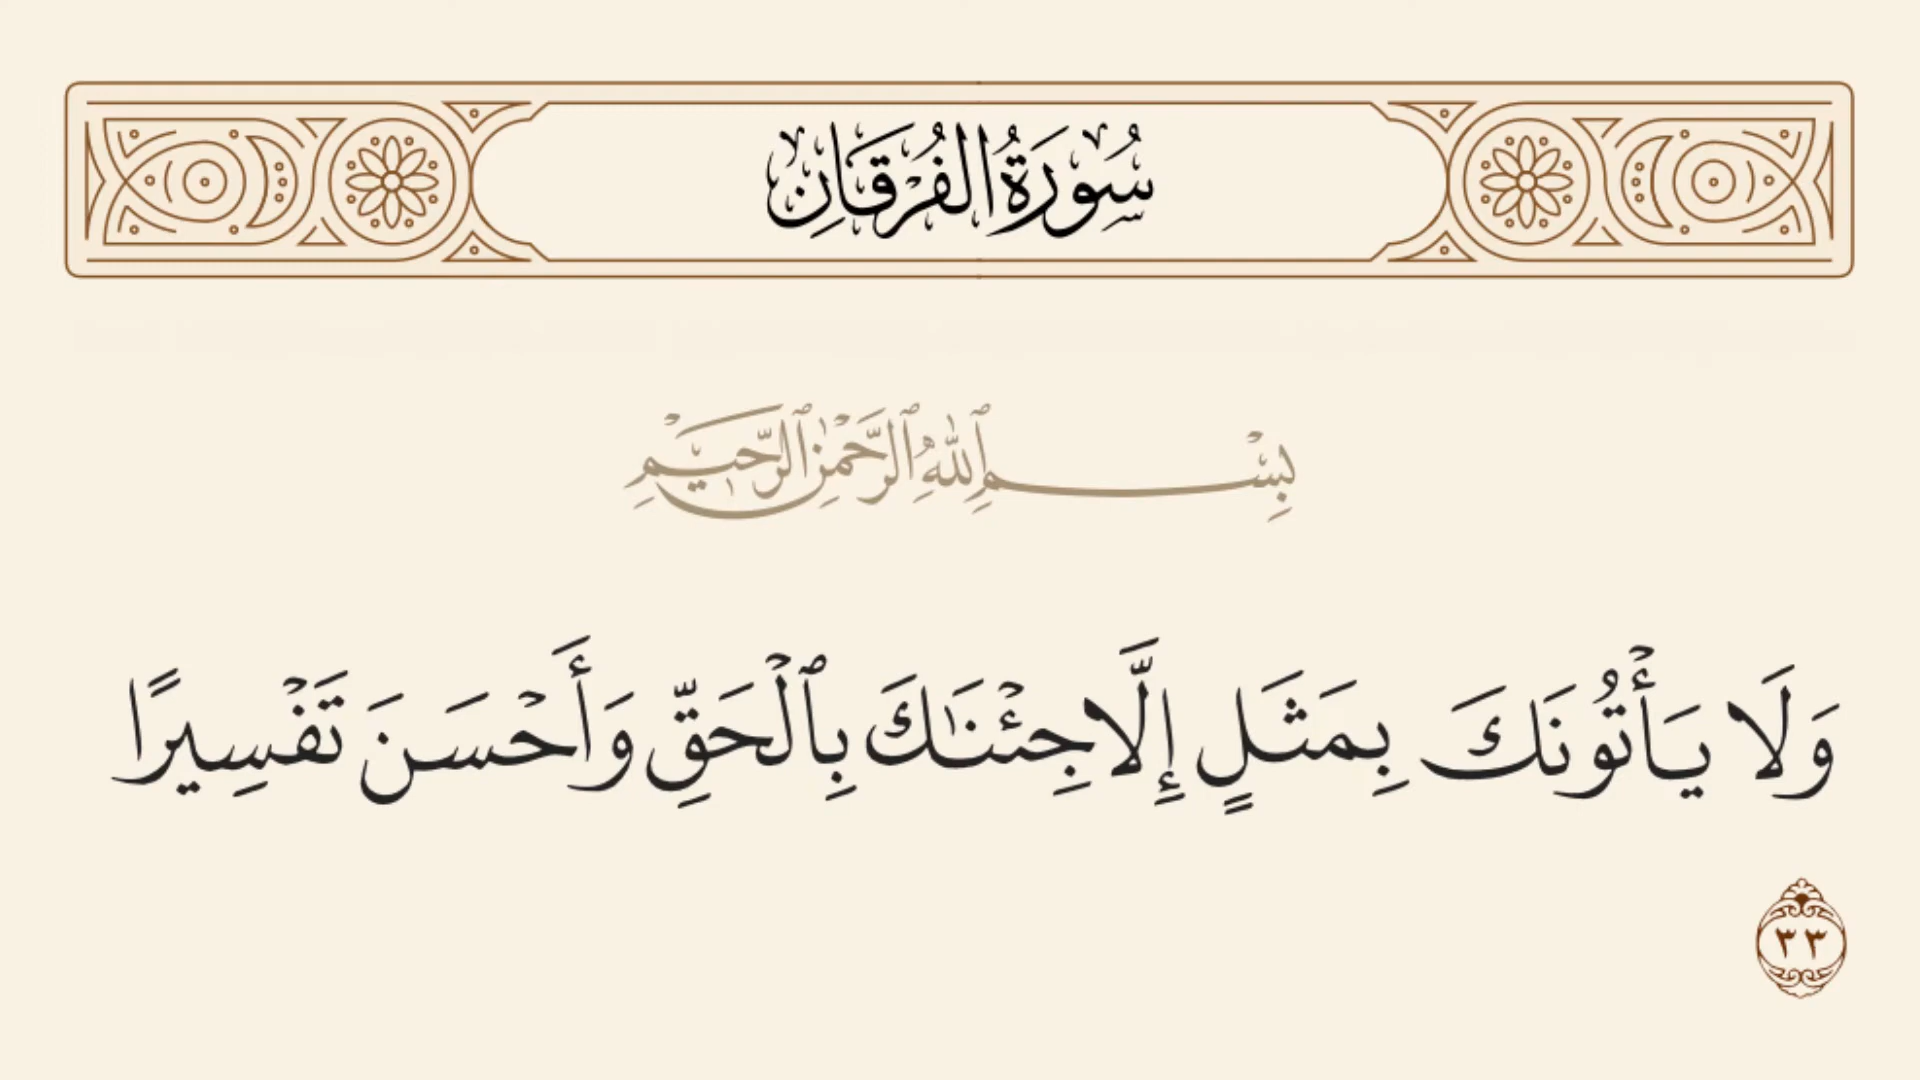 سُورَةُ الفُرْقَانِ
بِسْمِ ٱللَّهِ ٱلرَّحْمَٰنِ ٱلرَّحِيمِ
وَلَا يَأْتُونَكَ بِمَثَلٍ إِلَّا جِئْنَٰكَ بِٱلْحَقِّ وَأَحْسَنَ تَفْسِيرًا
٣٣